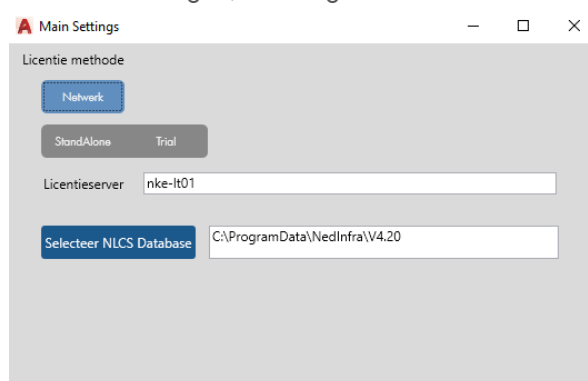 Main Settings
Licentie methode
Netwerk
StandAlone Trial
Licentieserver nke-lt01
Selecteer NLCS Database C:\ProgramData\NedInfra\V4.20